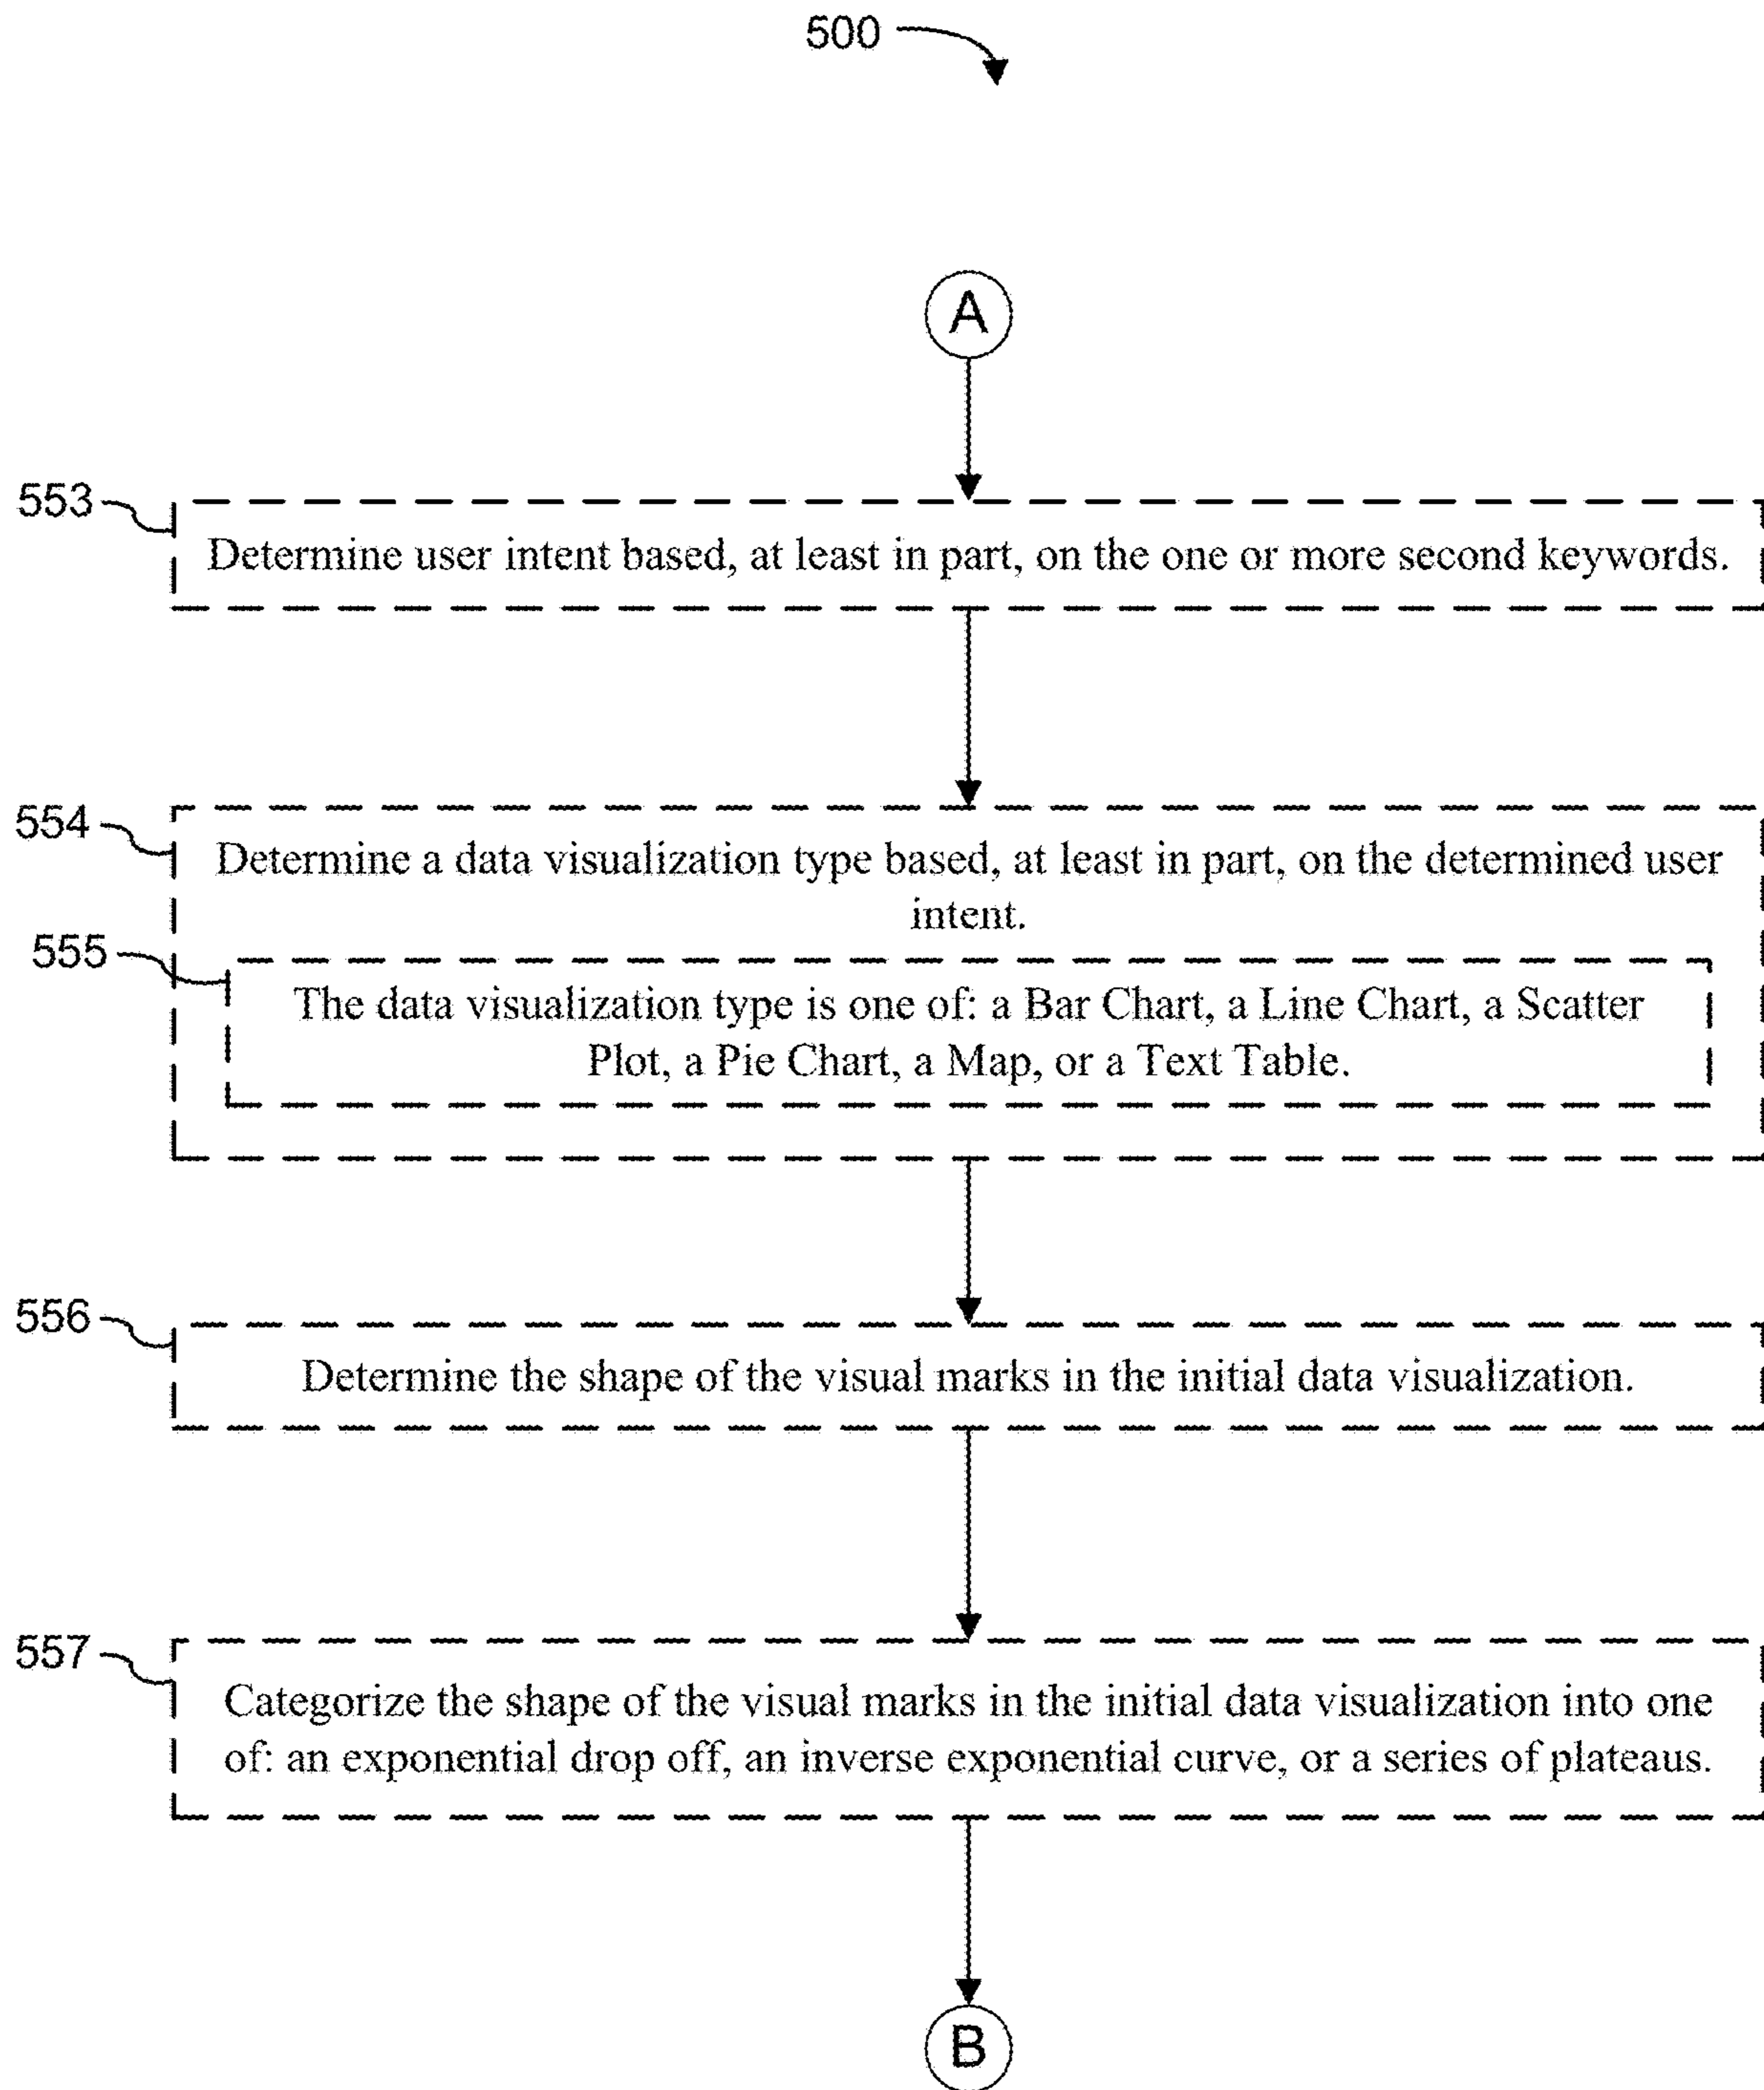 500
A
553
Determine user intent based, at least in part, on the one or more second keywords.
554
Determine a data visualization type based, at least in part, on the determined user
intent.
555
The data visualization type is one of: a Bar Chart, a Line Chart, a Scatter
Plot, a Pie Chart, a Map, or a Text Table.
556
Determine the shape of the visual marks in the initial data visualization.
557
Categorize the shape of the visual marks in the initial data visualization into one
of: an exponential drop off, an inverse exponential curve, or a series of plateaus.
B